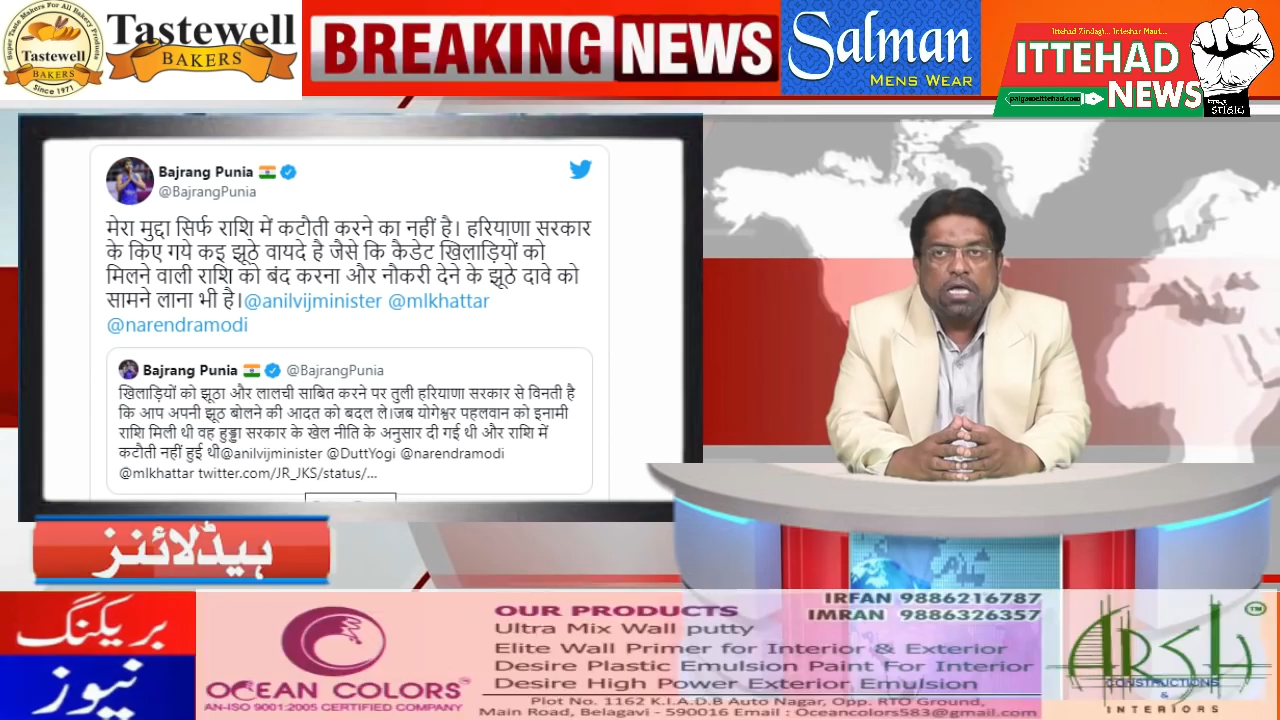 Super Taste Makers For All Bakery Products
Tastewell
BAKERS
Since 1971
Tastewell
BAKERS
BREAKING NEWS
Salman
MENS WEAR
Ittehad Zindagi... Inteshar Maut...
ITTEHAD
NEWS
paigameittehad.com
Bajrang Punia
@BajrangPunia
मेरा मुद्दा सिर्फ राशि में कटौती करने का नहीं है। हरियाणा सरकार
के किए गये कइ झूठे वायदे है जैसे कि कैडेट खिलाड़ियों को
मिलने वाली राशि को बंद करना और नौकरी देने के झूठे दावे को
सामने लाना भी है।@anilvijminister @mlkhattar
@narendramodi
Bajrang Punia @BajrangPunia
खिलाड़ियों को झूठा और लालची साबित करने पर तुली हरियाणा सरकार से विनती है
कि आप अपनी झूठ बोलने की आदत को बदल ले।जब योगेश्वर पहलवान को इनामी
राशि मिली थी वह हुड्डा सरकार के खेल नीति के अनुसार दी गई थी और राशि में
कटौती नहीं हुई थी@anilvijminister @DuttYogi @narendramodi
@mlkhattar twitter.com/JR_JKS/status/...
ہیڈلائنز
بریکنگ
نیوز
OCEAN COLORS
AN-ISO 9001:2005 CERTIFIED COMPANY
OUR PRODUCTS
Ultra Mix Wall putty
Elite Wall Primer for Interior & Exterior
Desire Plastic Emulsion Paint For Interior
Desire High Power Exterior Emulsion
IRFAN 9886216787
IMRAN 9886326357
Plot No. 1162 K.I.A.D.B Auto Nagar, Opp. RTO Ground,
Main Road, Belagavi - 590016 Email : Oceancolors583@gmail.com
ARSH
TM
CONSTRUCTIONS
&
INTERIORS